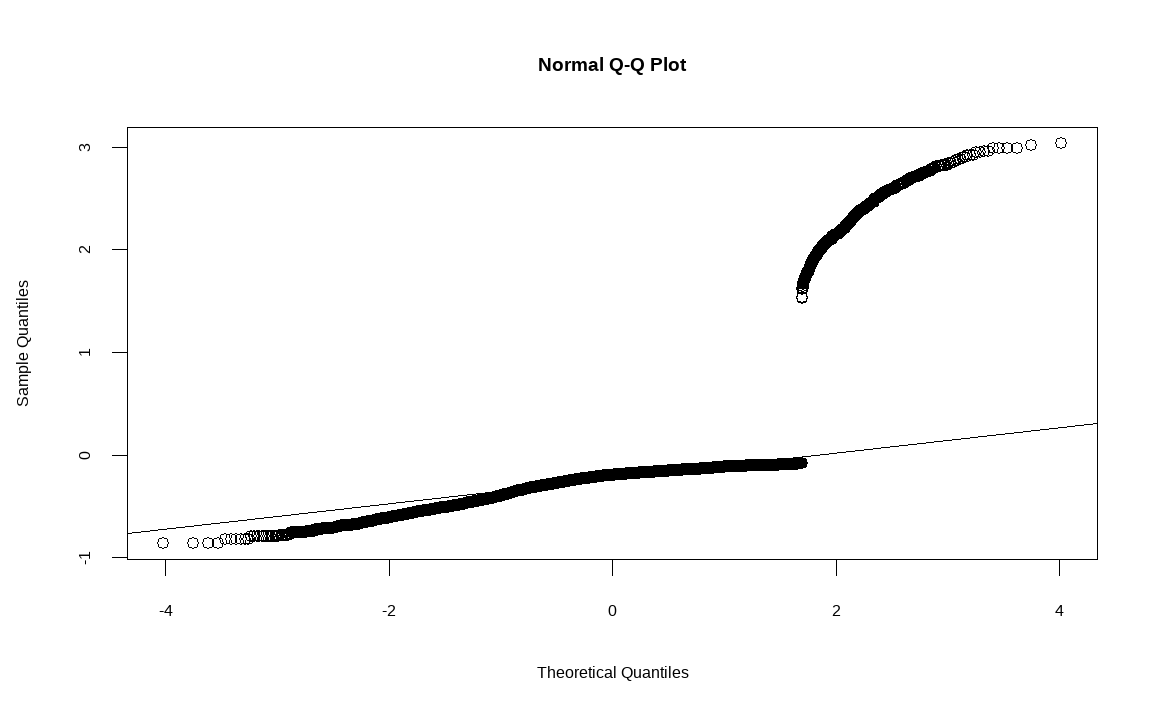 Normal Q-Q Plot
3
2
1
0
-1
Sample Quantiles
-4 -2 0 2 4
Theoretical Quantiles